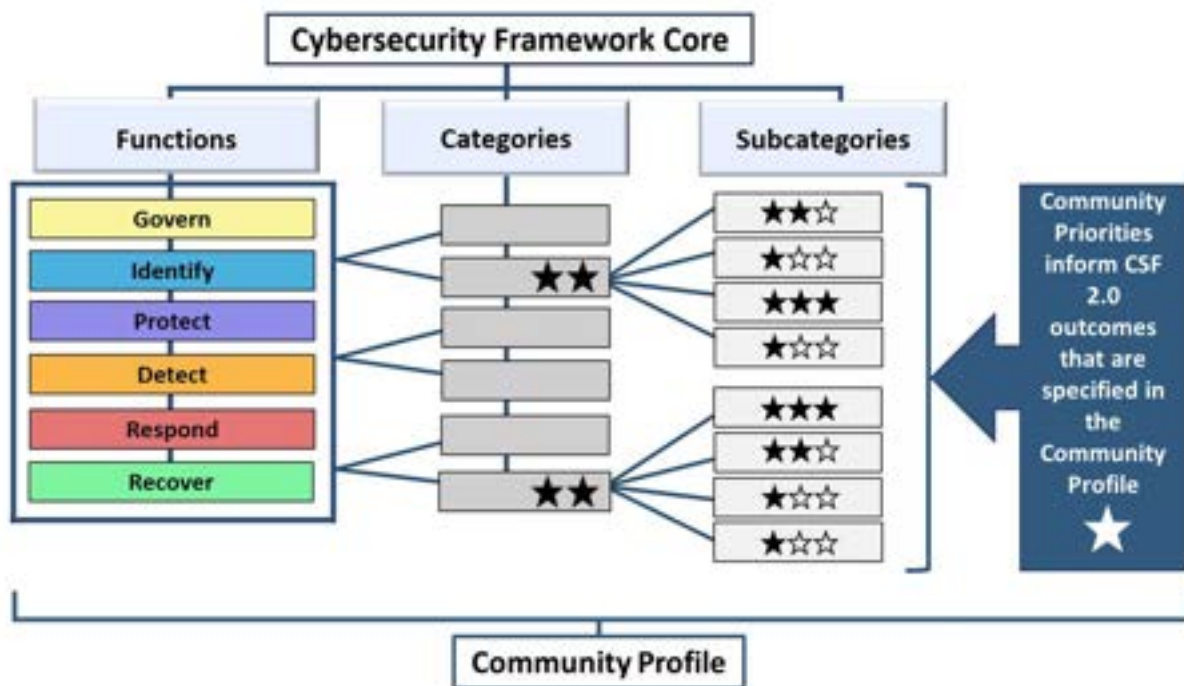 Cybersecurity Framework Core
Functions
Categories
Subcategories
Govern
Identify
Protect
Detect
Respond
Recover
★★
★★
★★☆
★☆☆
★★★
★☆☆
★★★
★★☆
★☆☆
★☆☆
Community
Priorities
inform CSF
2.0
outcomes
that are
specified in
the
Community
Profile
★
Community Profile